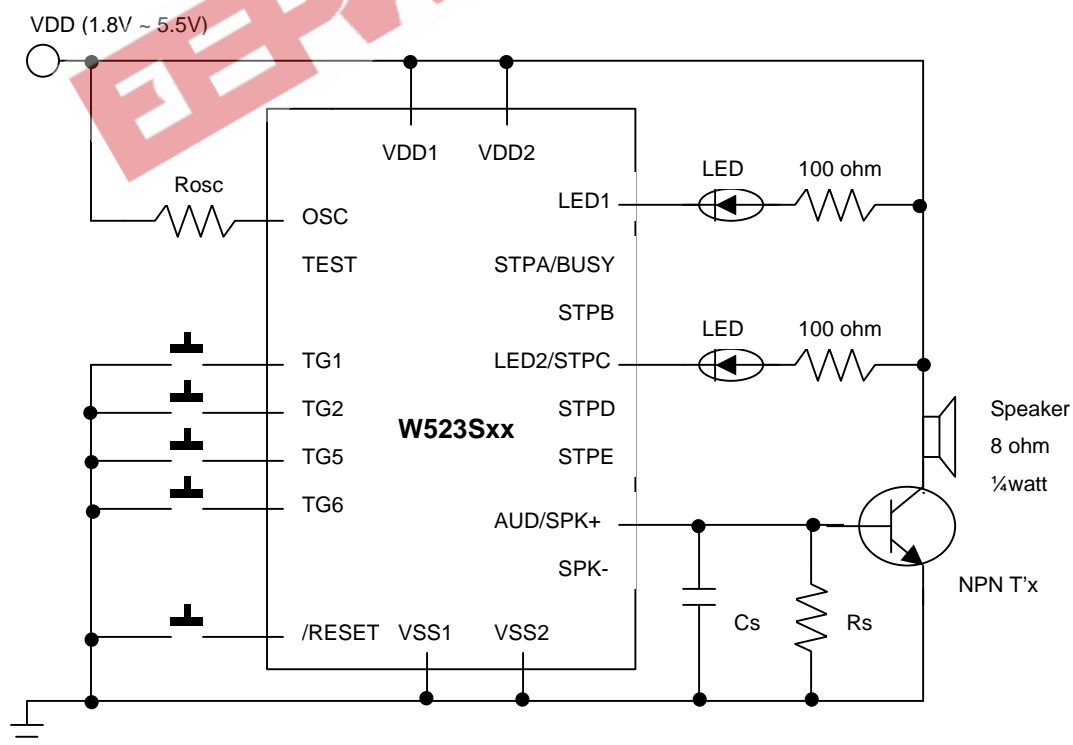 VDD (1.8V ~ 5.5V)
VDD1 VDD2
LED 100 ohm
Rosc
LED1
OSC
TEST STPA/BUSY
STPB
LED 100 ohm
TG1 LED2/STPC
TG2 STPD
Speaker
W523Sxx
8 ohm
TG5 STPE
¼watt
TG6
AUD/SPK+
SPK-
NPN T'x
Cs Rs
/RESET VSS1 VSS2